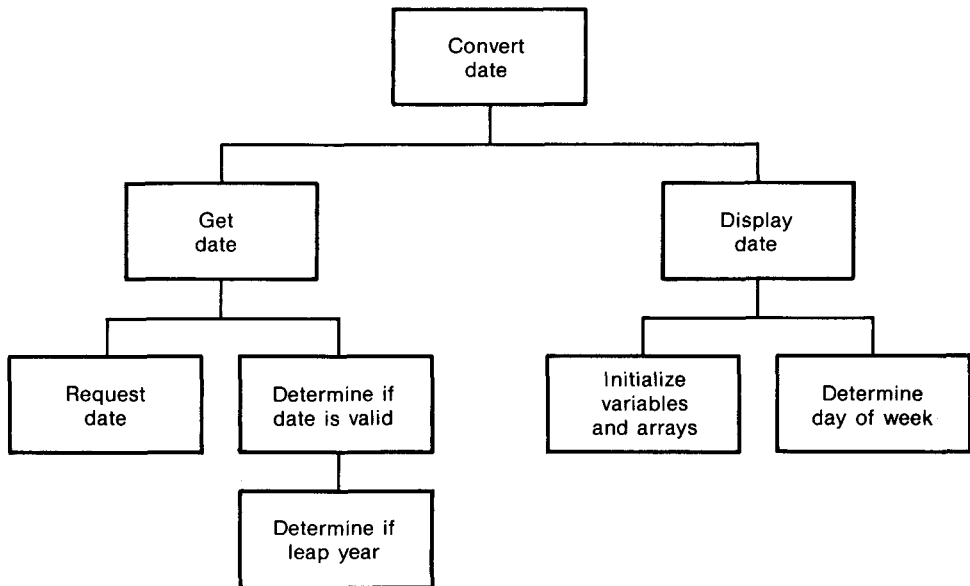 Convert
date
Get
date
Display
date
Request
date
Determine if
date is valid
Initialize
variables
and arrays
Determine
day of week
Determine if
leap year